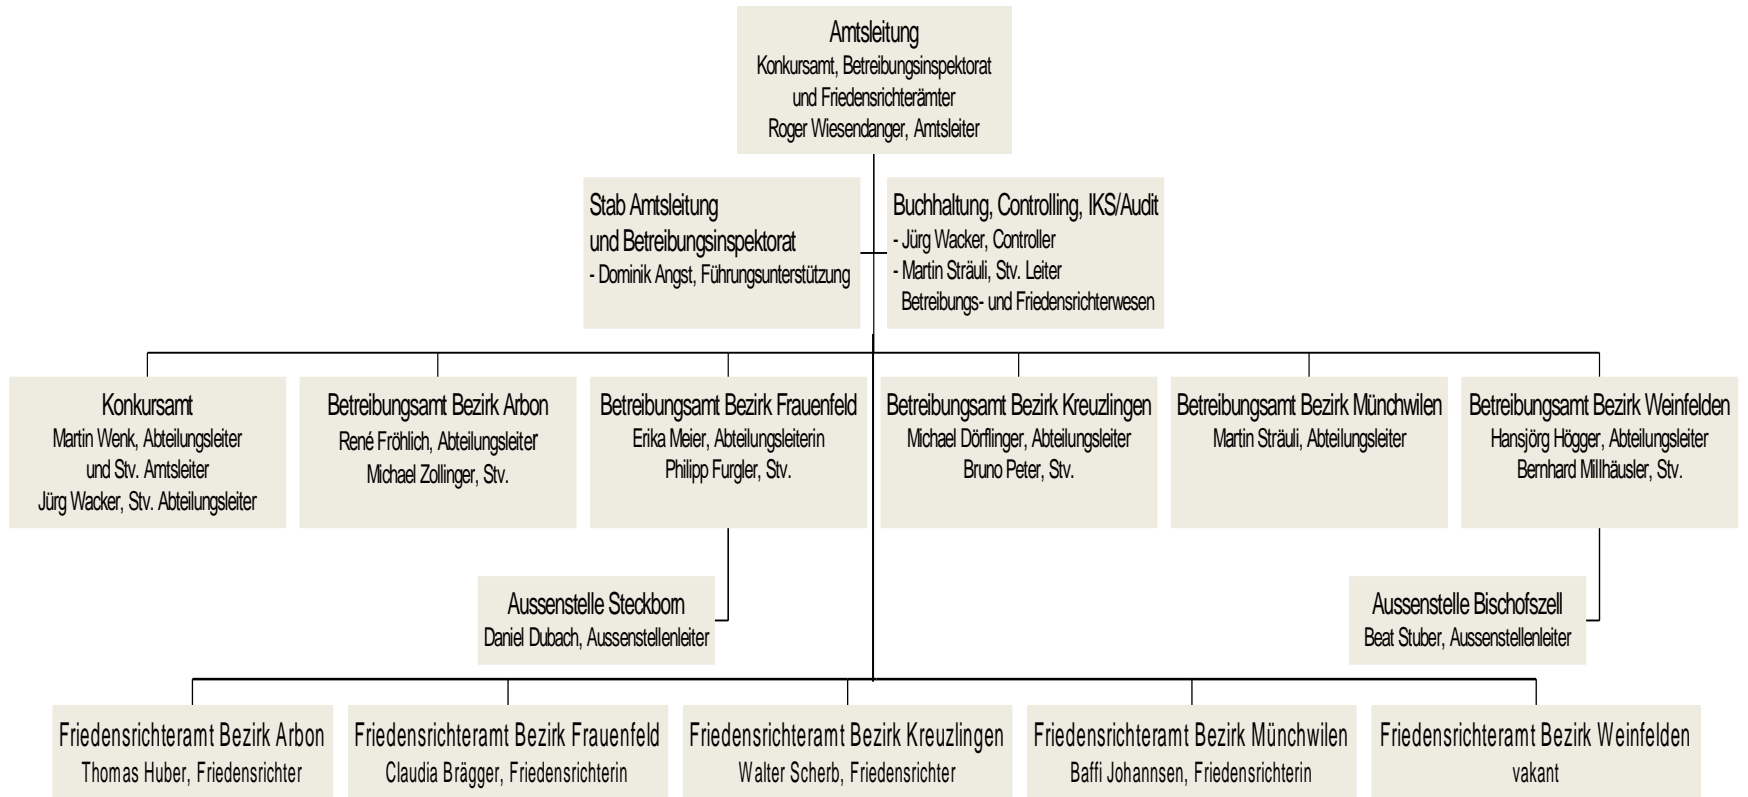 Amtsleitung
Konkursamt, Betreibungsinspektorat
und Friedensrichterämter
Roger Wiesendanger, Amtsleiter
Stab Amtsleitung
und Betreibungsinspektorat
- Dominik Angst, Führungsunterstützung
Buchhaltung, Controlling, IKS/Audit
- Jürg Wacker, Controller
- Martin Sträuli, Stv. Leiter
Betreibungs- und Friedensrichterwesen
Konkursamt
Martin Wenk, Abteilungsleiter
und Stv. Amtsleiter
Jürg Wacker, Stv. Abteilungsleiter
Betreibungsamt Bezirk Arbon
René Fröhlich, Abteilungsleiter
Michael Zollinger, Stv.
Betreibungsamt Bezirk Frauenfeld
Erika Meier, Abteilungsleiterin
Philipp Furgler, Stv.
Betreibungsamt Bezirk Kreuzlingen
Michael Dörflinger, Abteilungsleiter
Bruno Peter, Stv.
Betreibungsamt Bezirk Münchwilen
Martin Sträuli, Abteilungsleiter
Betreibungsamt Bezirk Weinfelden
Hansjörg Högger, Abteilungsleiter
Bernhard Millhäusler, Stv.
Aussenstelle Steckborn
Daniel Dubach, Aussenstellenleiter
Aussenstelle Bischofszell
Beat Stuber, Aussenstellenleiter
Friedensrichteramt Bezirk Arbon
Thomas Huber, Friedensrichter
Friedensrichteramt Bezirk Frauenfeld
Claudia Brägger, Friedensrichterin
Friedensrichteramt Bezirk Kreuzlingen
Walter Scherb, Friedensrichter
Friedensrichteramt Bezirk Münchwilen
Baffi Johannsen, Friedensrichterin
Friedensrichteramt Bezirk Weinfelden
vakant